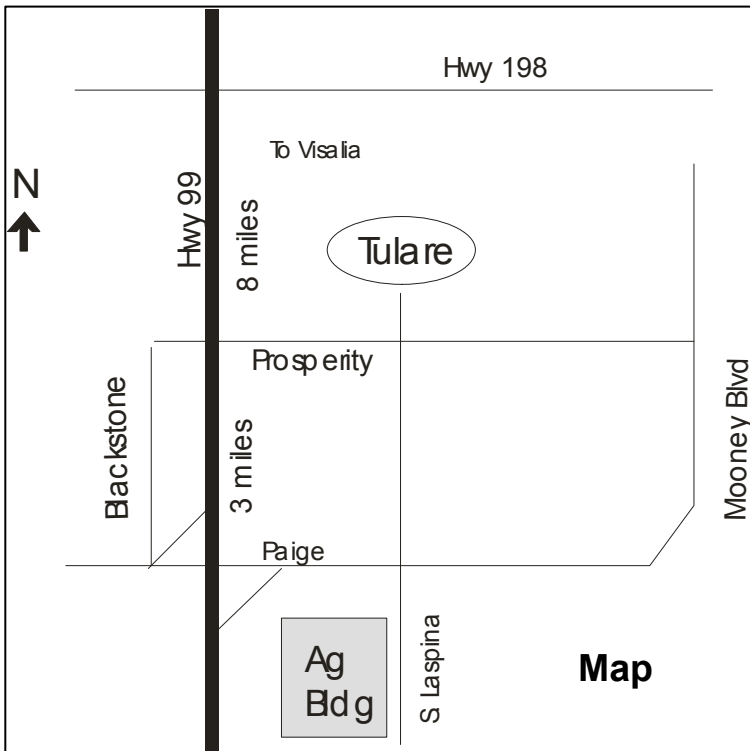 Hwy 198
To Visalia
N
Hwy 99
8 miles
Tulare
Prosperity
Blackstone
3 miles
Mooney Blvd
Paige
Ag
Bldg
S. Laspina
Map